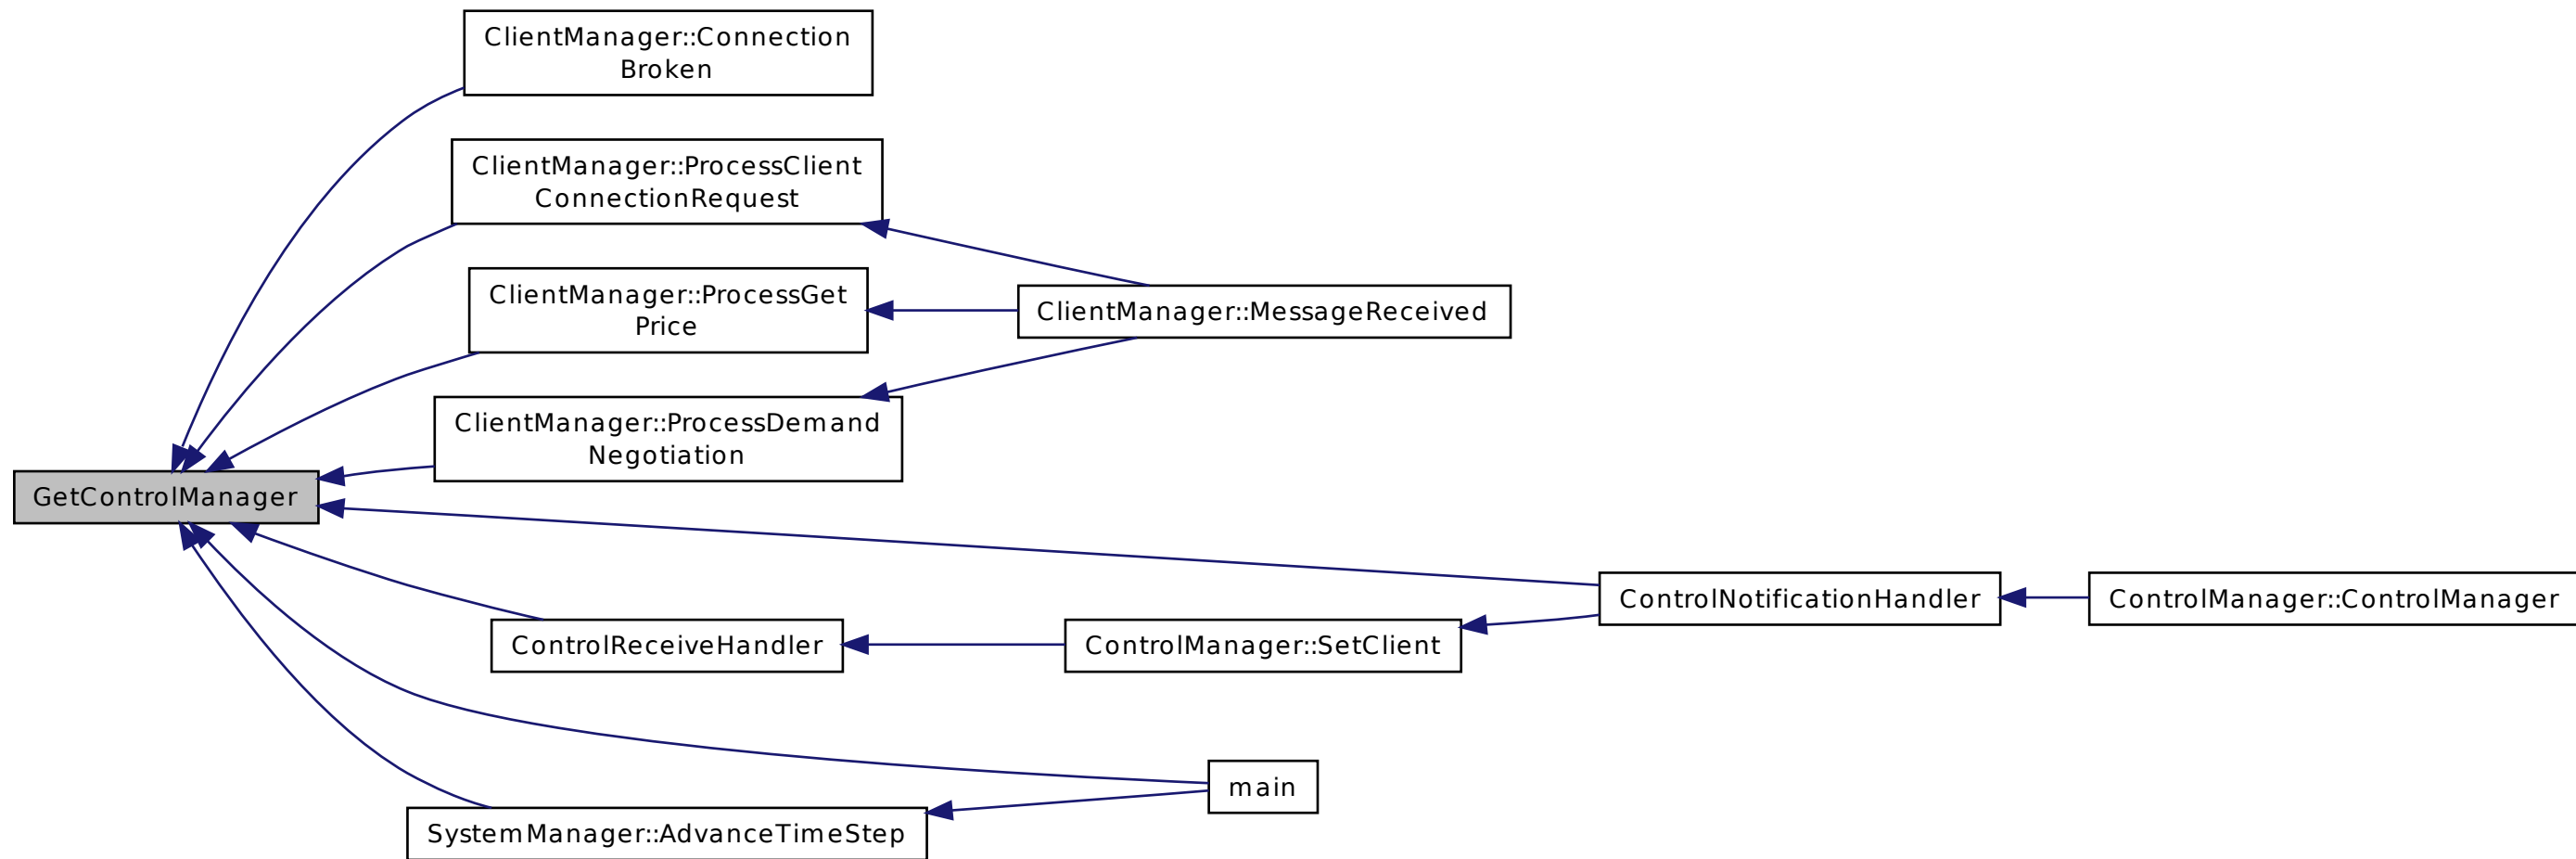 ClientManager::Connection
Broken
ClientManager::ProcessClient
ConnectionRequest
ClientManager::ProcessGet
Price
ClientManager::MessageReceived
ClientManager::ProcessDemand
Negotiation
GetControlManager
ControlNotificationHandler
ControlManager::ControlManager
ControlReceiveHandler
ControlManager::SetClient
main
SystemManager::AdvanceTimeStep